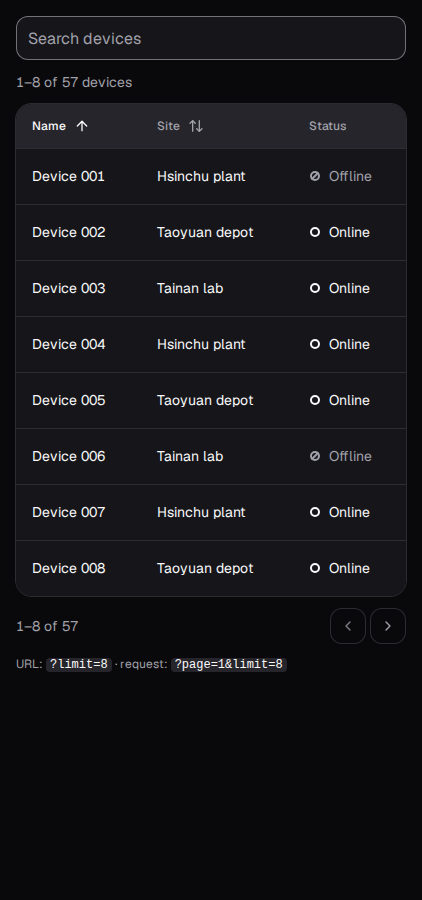 Search devices
1–8 of 57 devices
Name Site Status
Device 001 Hsinchu plant Offline
Device 002 Taoyuan depot Online
Device 003 Tainan lab Online
Device 004 Hsinchu plant Online
Device 005 Taoyuan depot Online
Device 006 Tainan lab Offline
Device 007 Hsinchu plant Online
Device 008 Taoyuan depot Online
1–8 of 57
URL: ?limit=8 · request: ?page=1&limit=8